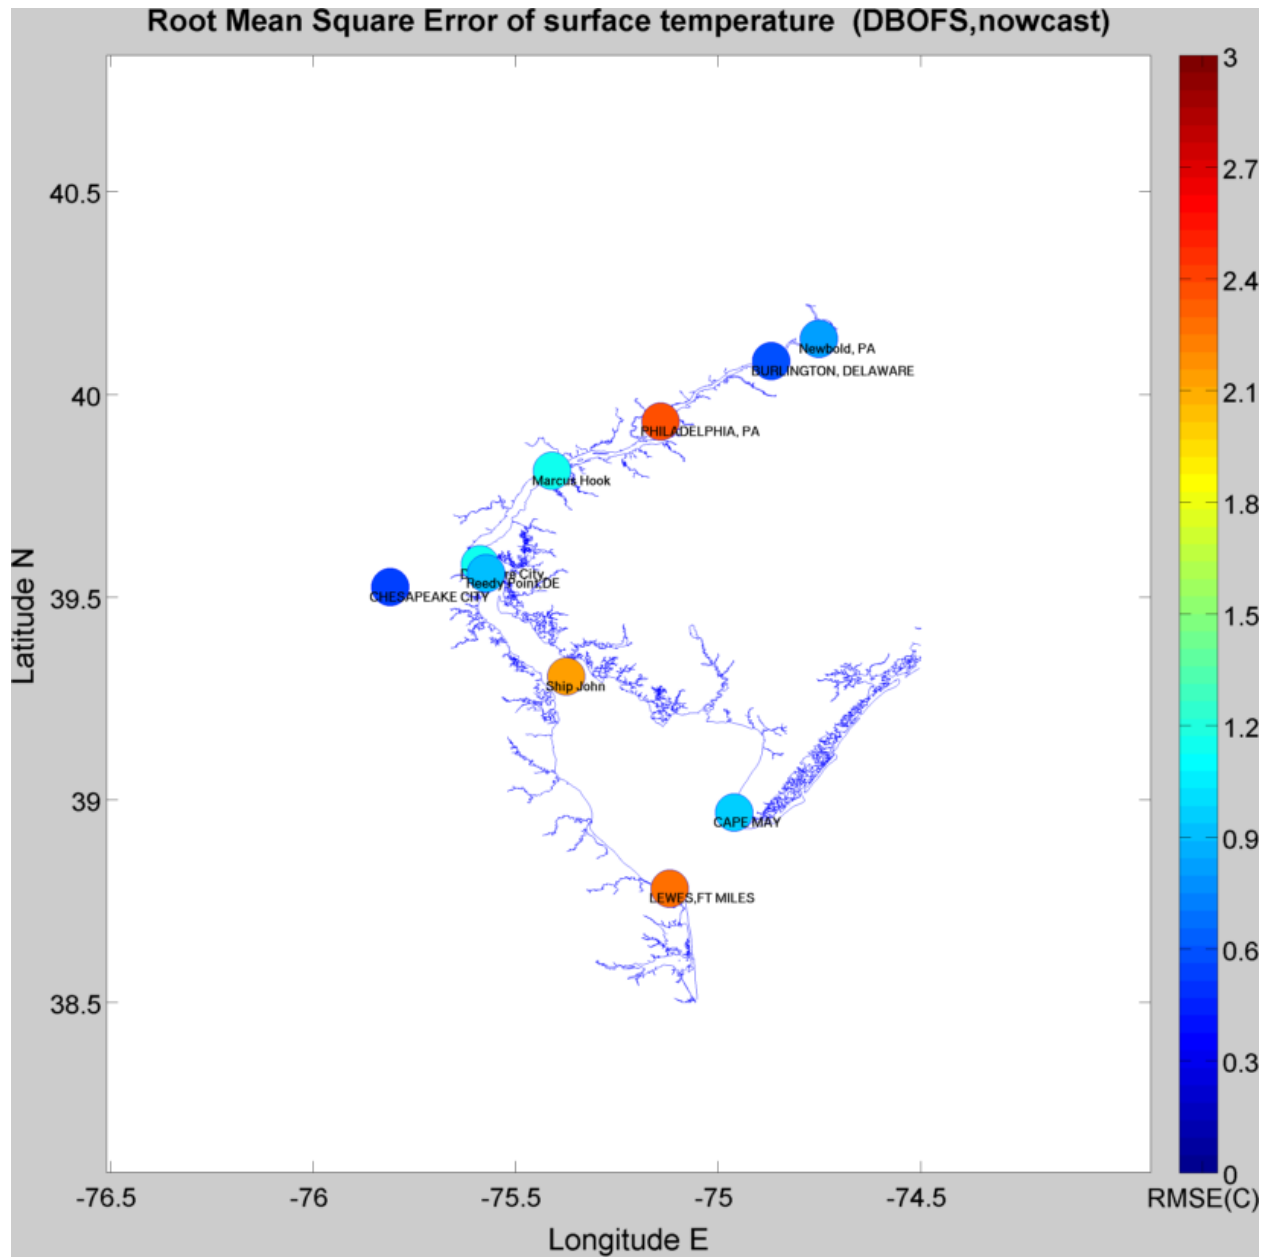 Root Mean Square Error of surface temperature (DBOFS,nowcast)
3
2.7
2.4
2.1
1.8
1.5
1.2
0.9
0.6
0.3
0
RMSE(C)
40.5
40
39.5
39
38.5
Latitude N
Newbold, PA
BURLINGTON, DELAWARE
PHILADELPHIA, PA
Marcus Hook
City
Reedy Point,DE
CHESAPEAKE CITY
Ship John
CAPE MAY
LEWES,FT MILES
-76.5
-76
-75.5
-75
-74.5
Longitude E